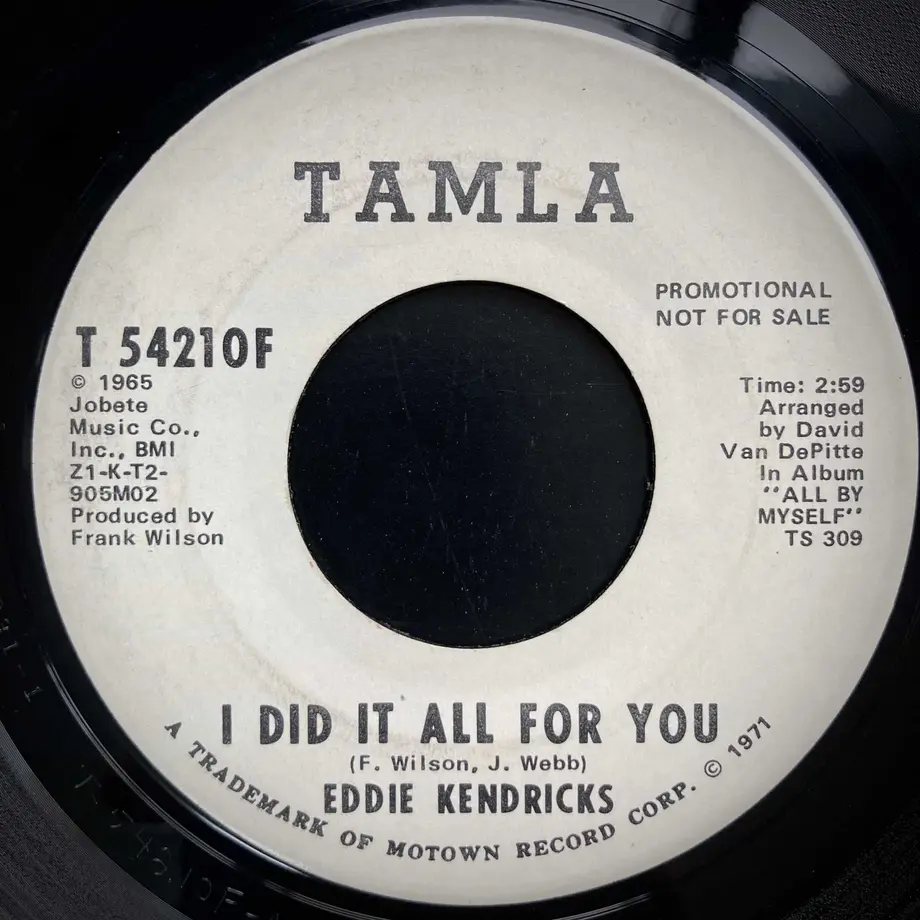 TAMLA
PROMOTIONAL
NOT FOR SALE
T 54210F
© 1965
Jobete
Music Co.,
Inc., BMI
Z1-K-T2-
905M02
Produced by
Frank Wilson
Time: 2:59
Arranged
by David
Van DePitte
In Album
"ALL BY
MYSELF"
TS 309
I DID IT ALL FOR YOU
(F. Wilson, J. Webb)
EDDIE KENDRICKS
A TRADEMARK OF MOTOWN RECORD CORP. © 1971